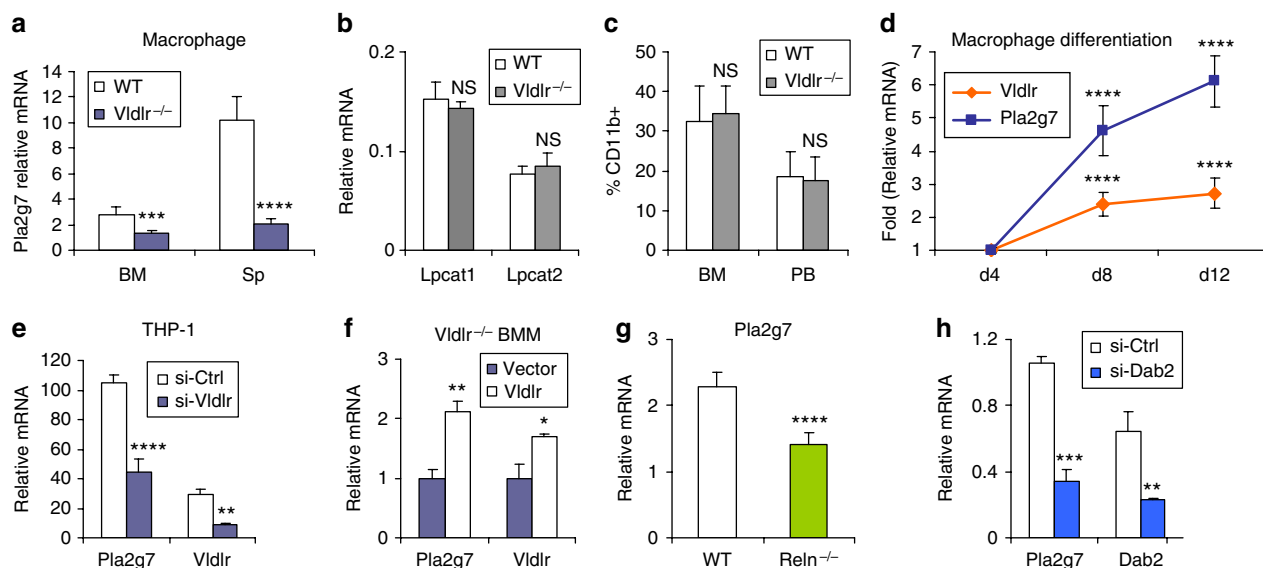 a
Macrophage
Pla2g7 relative mRNA
14
12
10
8
6
4
2
0
WT
Vldlr–/–
***
****
BM
Sp
b
Relative mRNA
0.2
0.1
0
WT
Vldlr–/–
NS
NS
Lpcat1
Lpcat2
c
% CD11b+
50
40
30
20
10
0
WT
Vldlr–/–
NS
NS
BM
PB
d
Macrophage differentiation
Fold (Relative mRNA)
7
6
5
4
3
2
1
Vldlr
Pla2g7
****
****
****
****
d4
d8
d12
e
THP-1
Relative mRNA
120
100
80
60
40
20
0
si-Ctrl
si-Vldlr
****
**
Pla2g7
Vldlr
f
Vldlr–/– BMM
Relative mRNA
3
2
1
0
Vector
Vldlr
**
*
Pla2g7
Vldlr
g
Pla2g7
Relative mRNA
3
2
1
0
****
WT
Reln–/–
h
Relative mRNA
1.2
0.8
0.4
0
si-Ctrl
si-Dab2
***
**
Pla2g7
Dab2